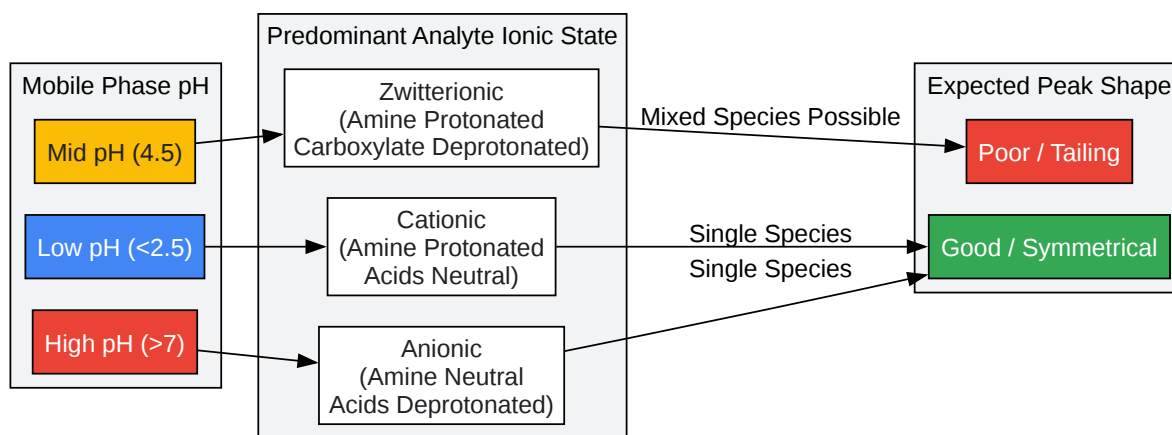 Mobile Phase pH
Mid pH (4.5)
Low pH (<2.5)
High pH (>7)
Predominant Analyte Ionic State
Zwitterionic
(Amine Protonated
Carboxylate Deprotonated)
Cationic
(Amine Protonated
Acids Neutral)
Anionic
(Amine Neutral
Acids Deprotonated)
Mixed Species Possible
Single Species
Single Species
Expected Peak Shape
Poor / Tailing
Good / Symmetrical